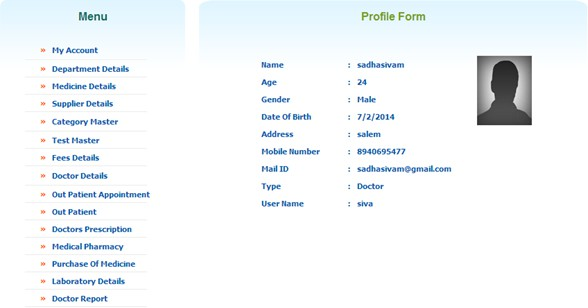 Menu
» My Account
» Department Details
» Medicine Details
» Supplier Details
» Category Master
» Test Master
» Fees Details
» Doctor Details
» Out Patient Appointment
» Out Patient
» Doctors Prescription
» Medical Pharmacy
» Purchase Of Medicine
» Laboratory Details
» Doctor Report
Profile Form
Name : sadhasivam
Age : 24
Gender : Male
Date Of Birth : 7/2/2014
Address : salem
Mobile Number : 8940695477
Mail ID : sadhasivam@gmail.com
Type : Doctor
User Name : siva